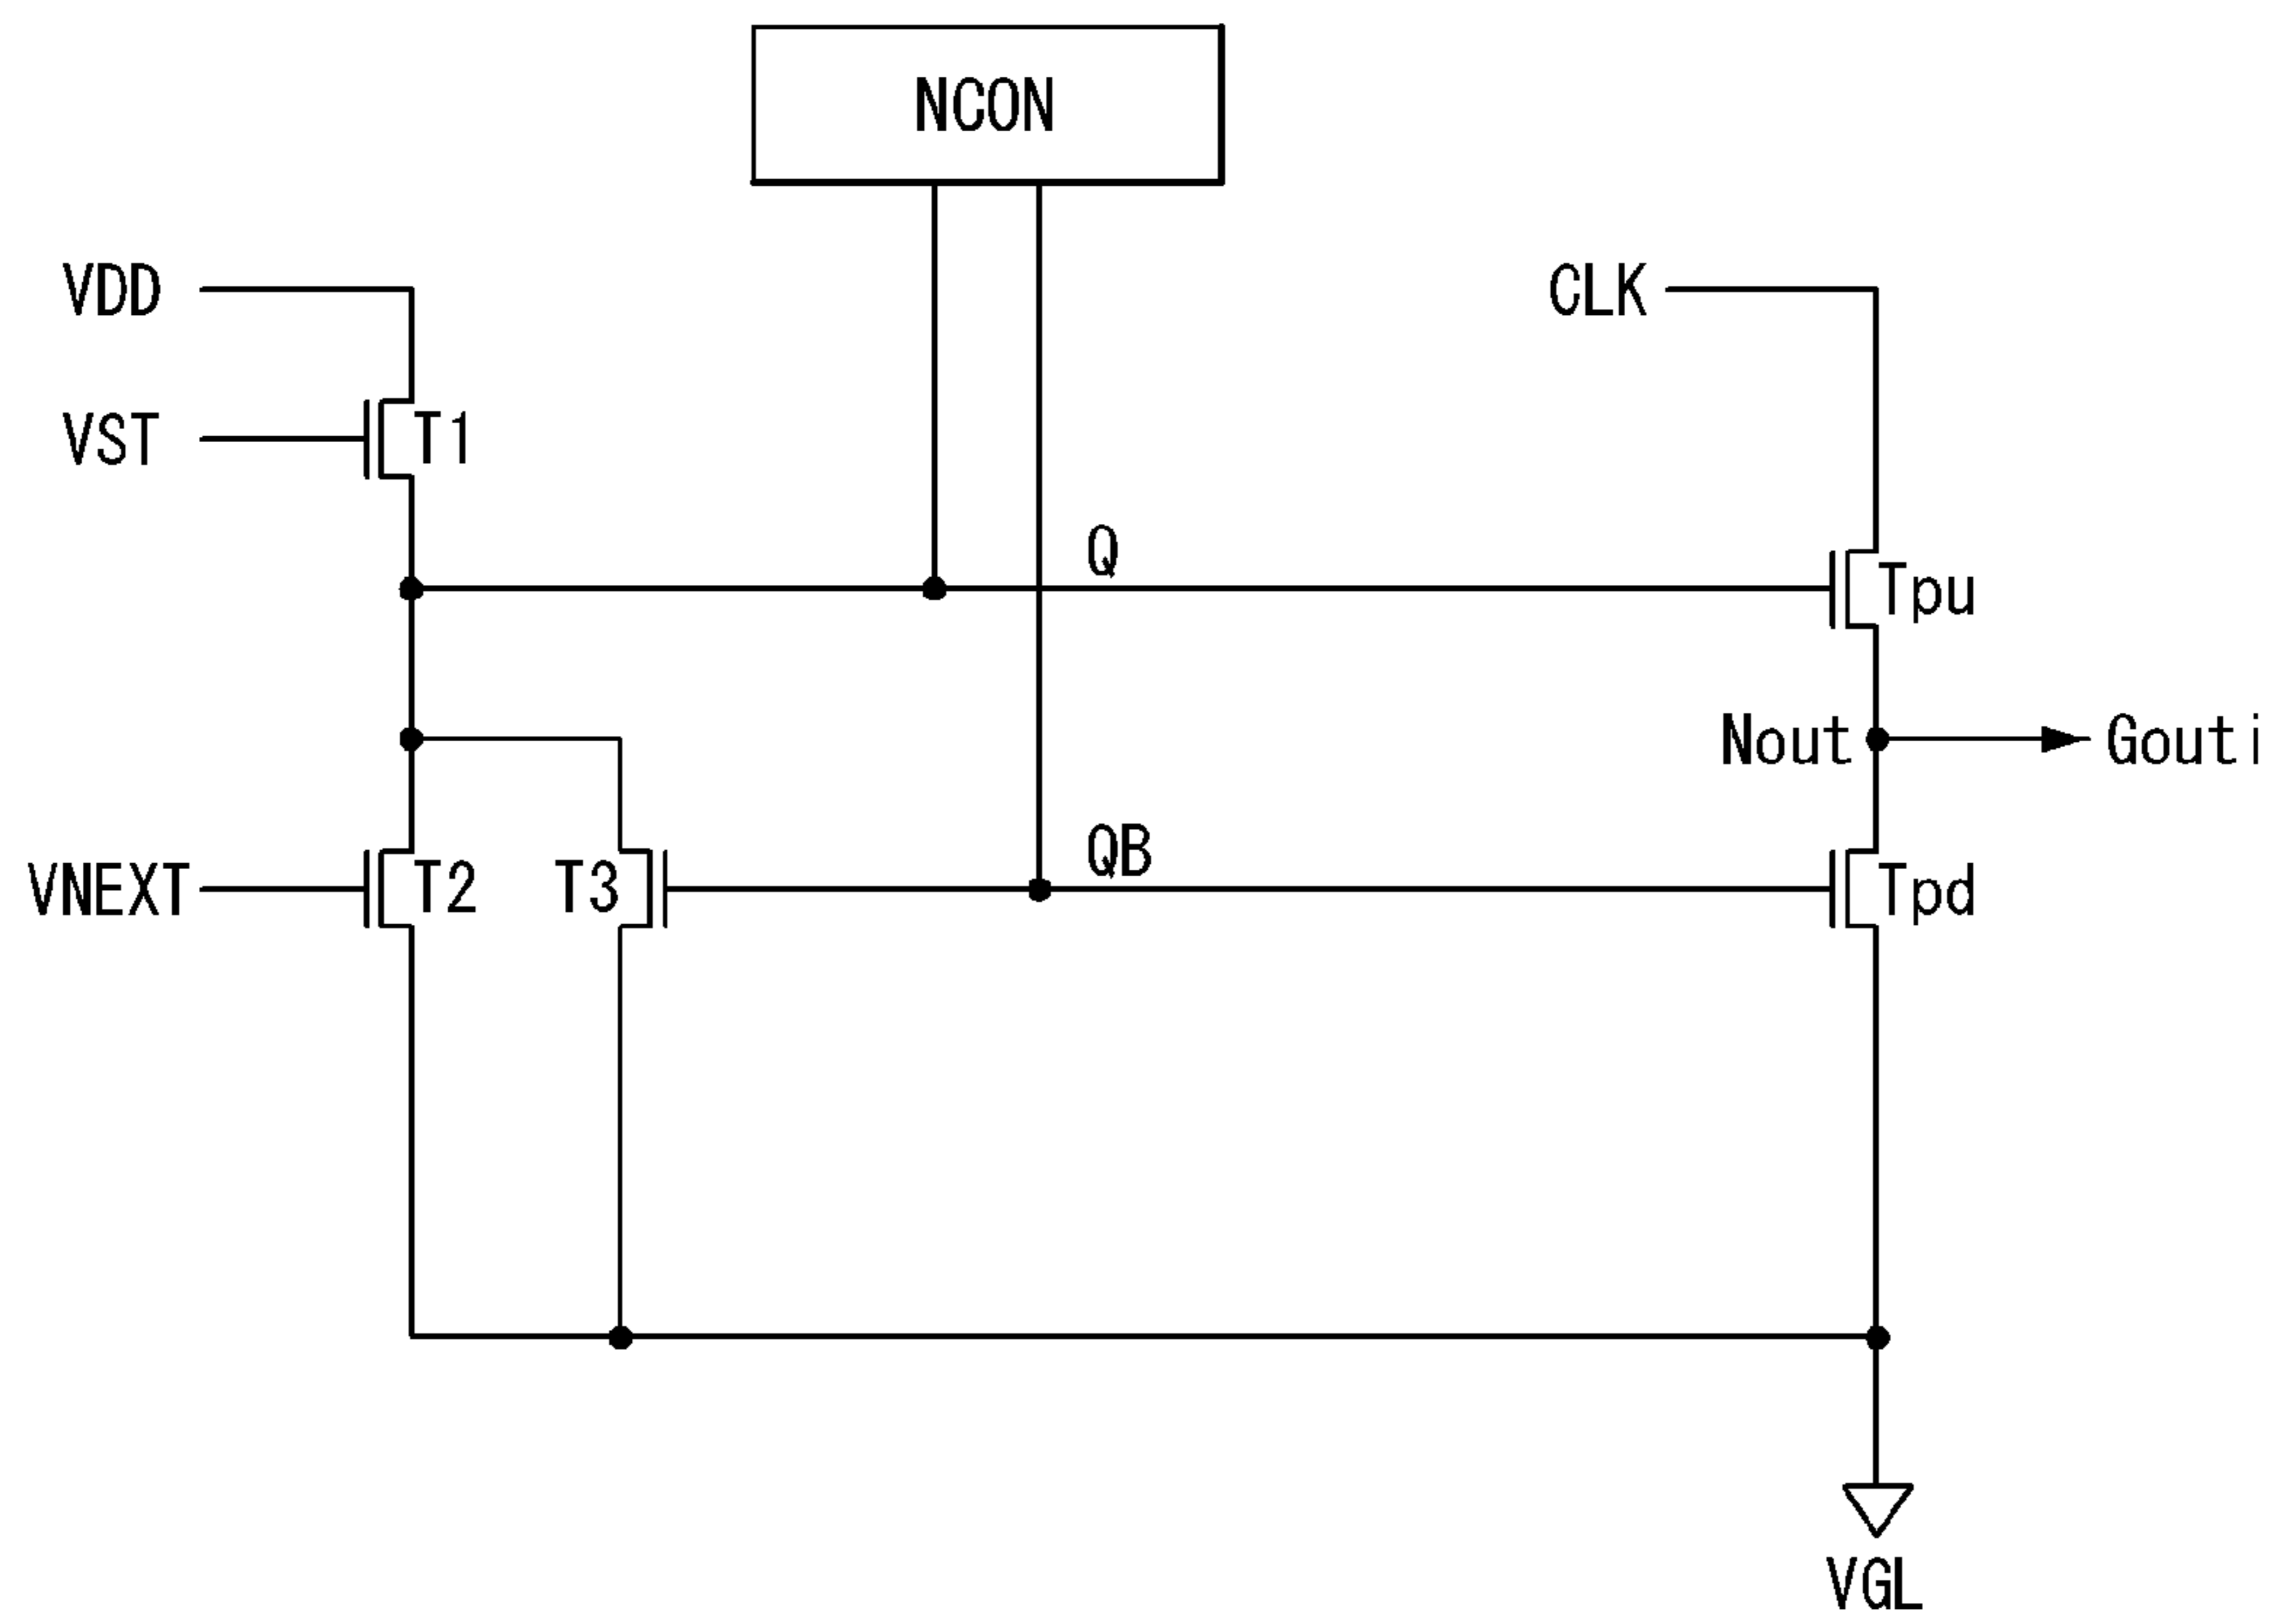 NCON
VDD
CLK
VST
T1
Q
Tpu
Nout
Gouti
QB
VNEXT
T2
T3
Tpd
VGL